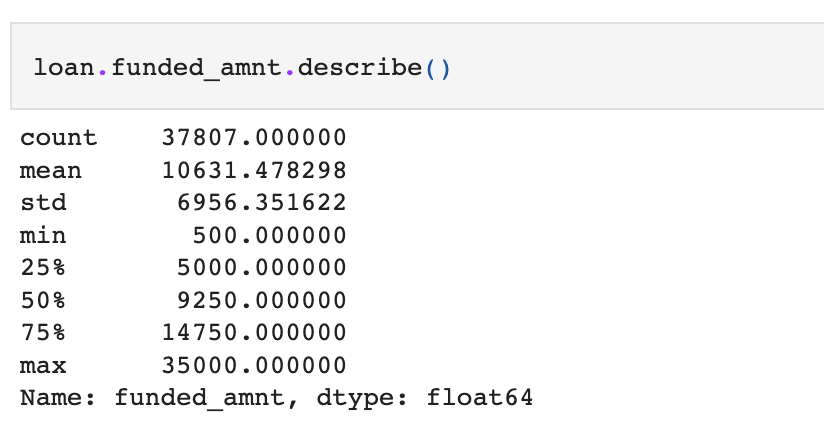 loan.funded_amnt.describe()
count    37807.000000
mean     10631.478298
std       6956.351622
min        500.000000
25%       5000.000000
50%       9250.000000
75%      14750.000000
max      35000.000000
Name: funded_amnt, dtype: float64